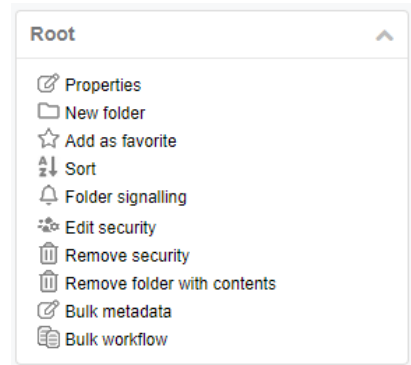 Root
Properties
New folder
Add as favorite
Sort
Folder signalling
Edit security
Remove security
Remove folder with contents
Bulk metadata
Bulk workflow